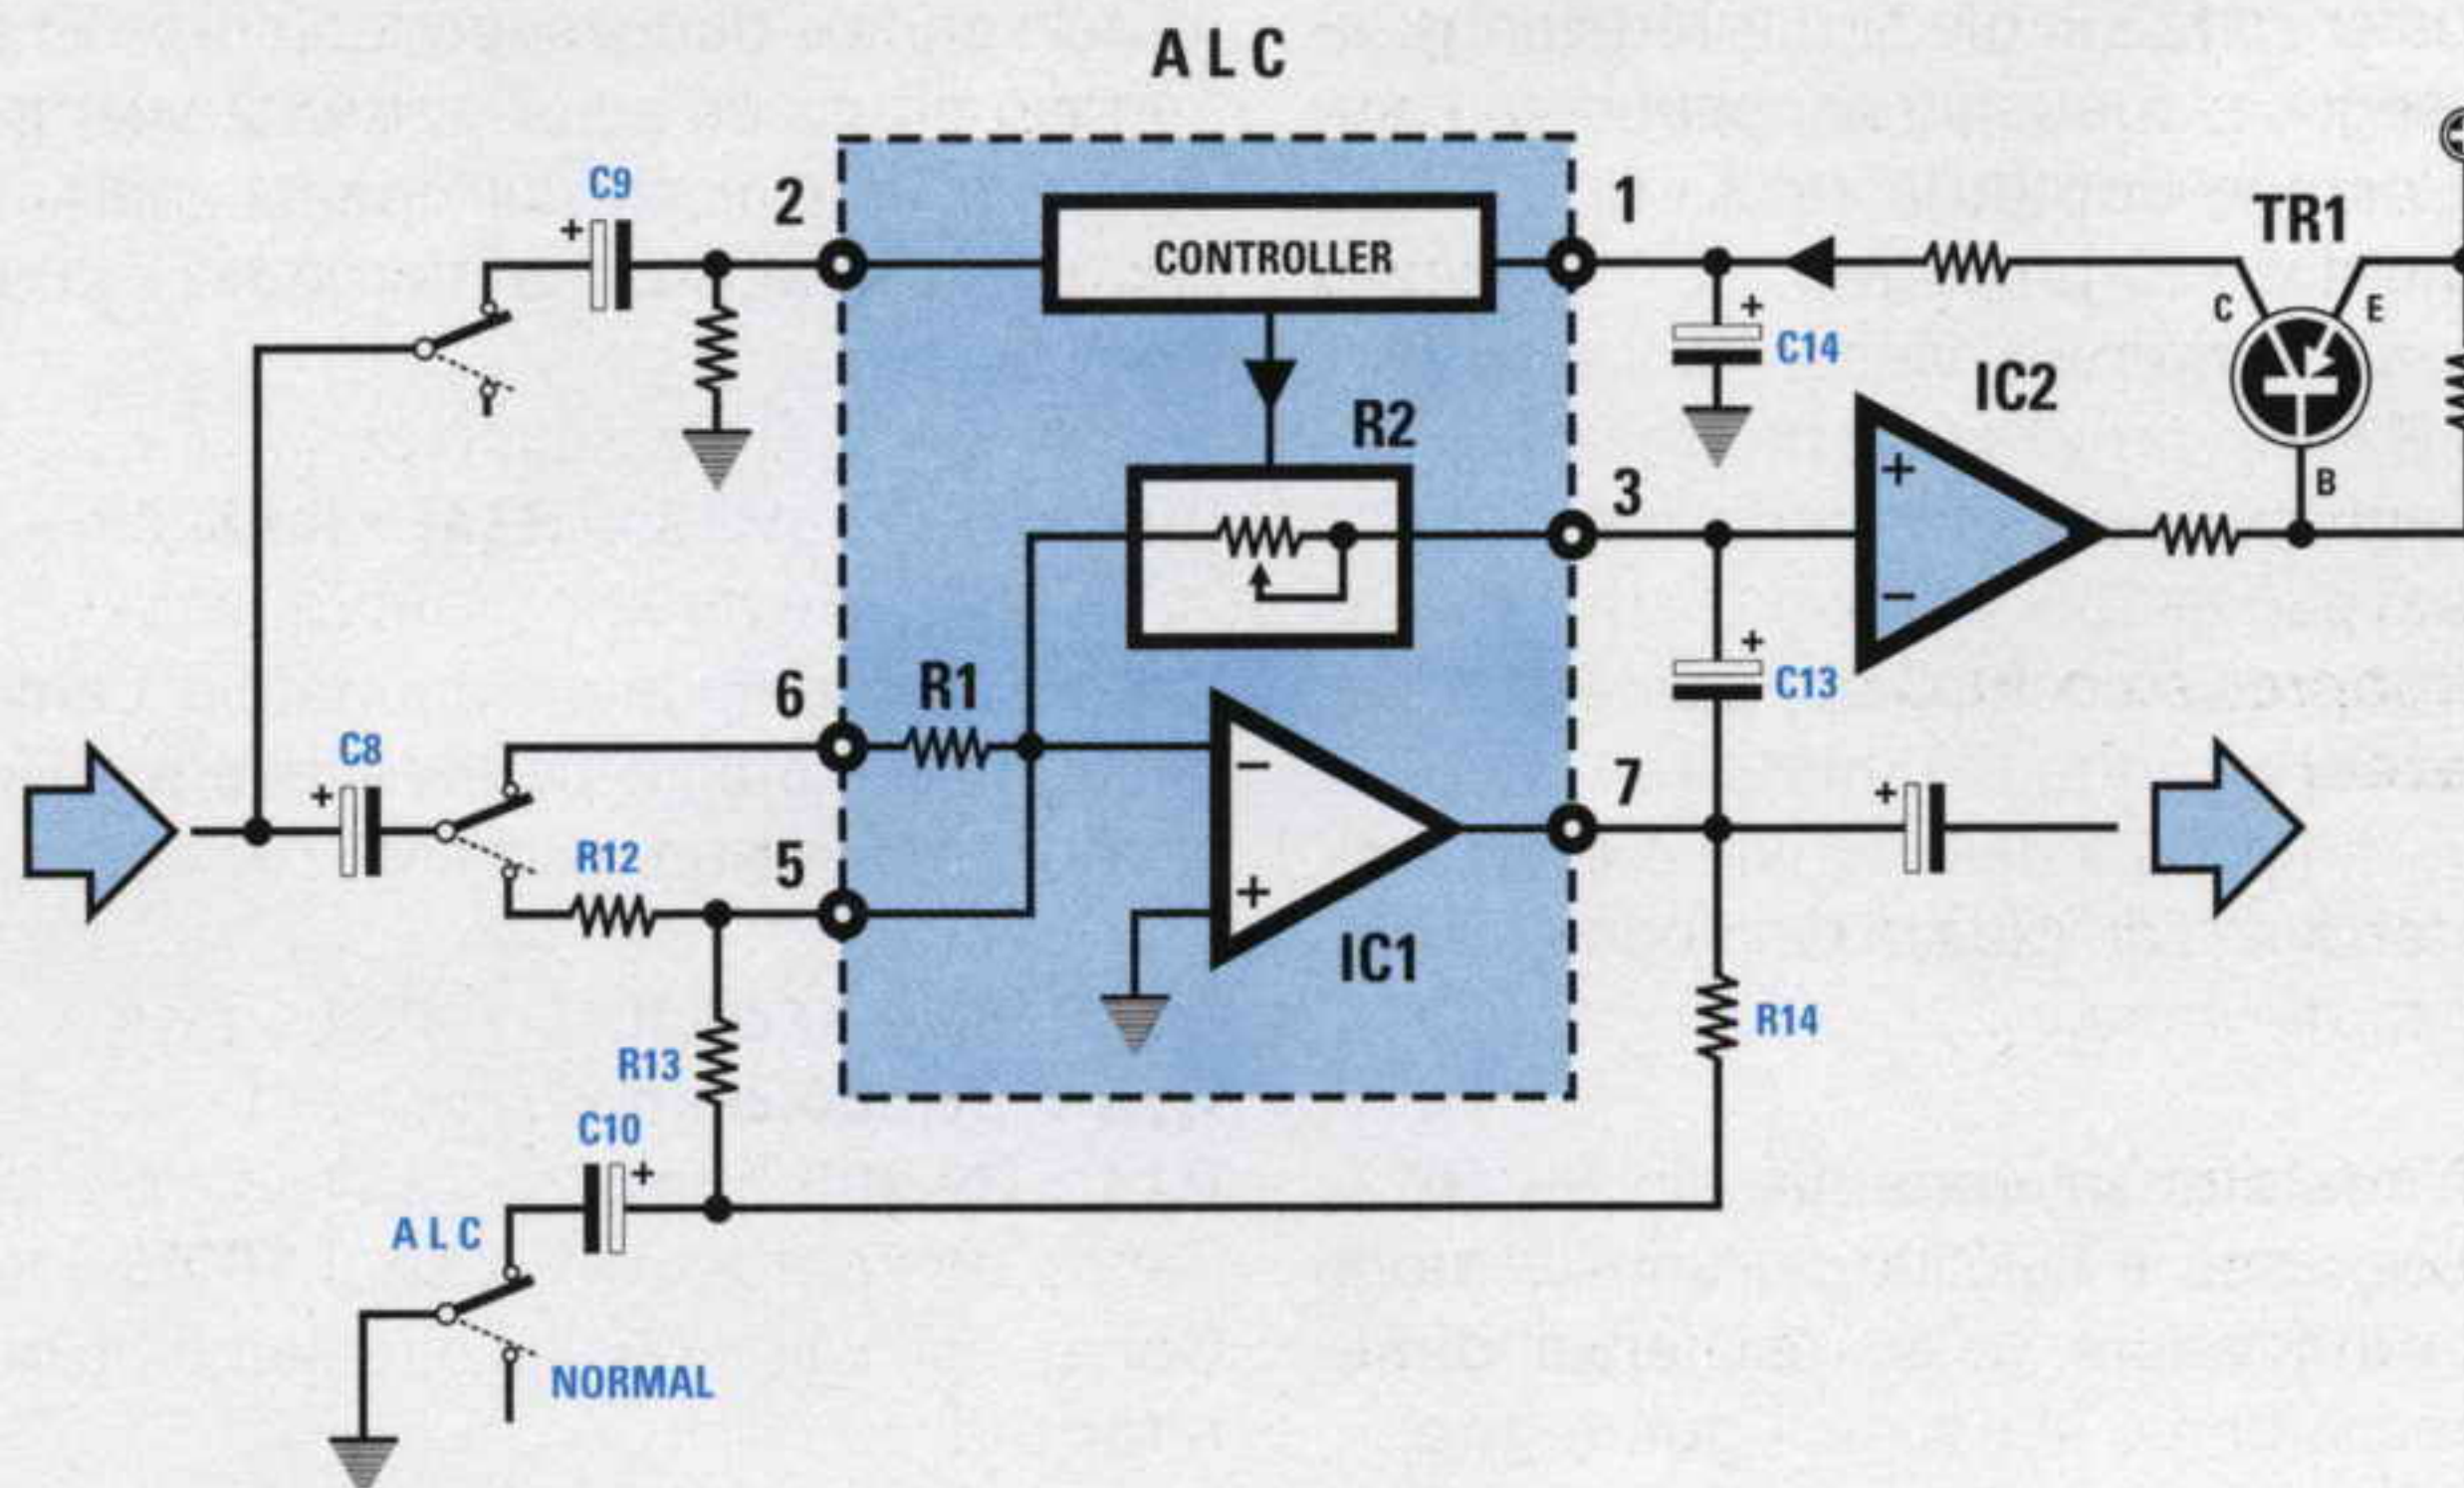 ALC
C9
+
2
CONTROLLER
1
TR1
C
E
B
+
C14
IC2
+
−
R2
3
+
C13
6
R1
C8
+
R12
5
−
+
IC1
7
+
R13
R14
C10
+
ALC
NORMAL